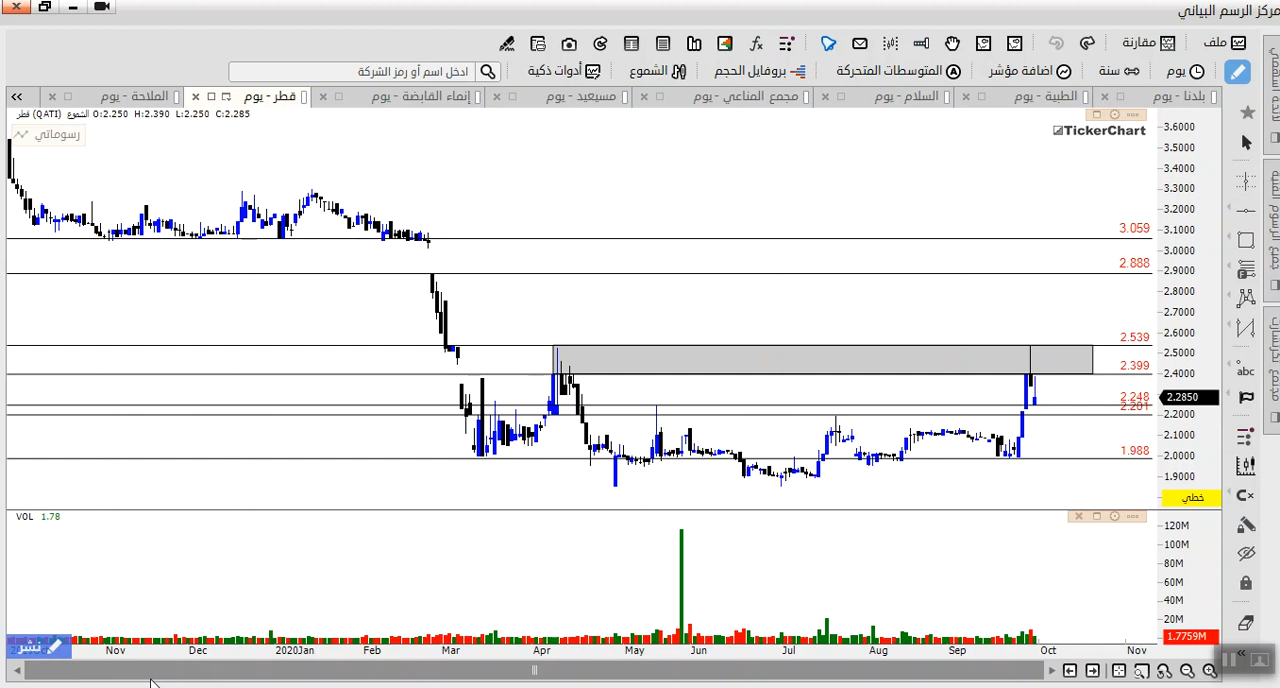 مركز الرسم البياني
ملف
مقارنة
يوم
سنة
اضافة مؤشر
المتوسطات المتحركة
بروفايل الحجم
الشموع
أدوات ذكية
ادخل اسم أو رمز الشركة
بلدنا - يوم
الطبية - يوم
السلام - يوم
مجمع المناعي - يوم
مسيعيد - يوم
إنماء القابضة - يوم
قطر - يوم
الملاحة - يوم
قطر (QATI) الشموع O:2.250 H:2.390 L:2.250 C:2.285
رسوماتي
TickerChart
3.6000
3.5000
3.4000
3.3000
3.2000
3.1000
3.0000
2.9000
2.8000
2.7000
2.6000
2.5000
2.4000
2.2850
2.2000
2.1000
2.0000
1.9000
3.059
2.888
2.539
2.399
2.248
2.201
1.988
خطي
abc
VOL 1.78
120M
100M
80M
60M
40M
20M
1.7759M
نشر
Nov Dec 2020Jan Feb Mar Apr May Jun Jul Aug Sep Oct Nov